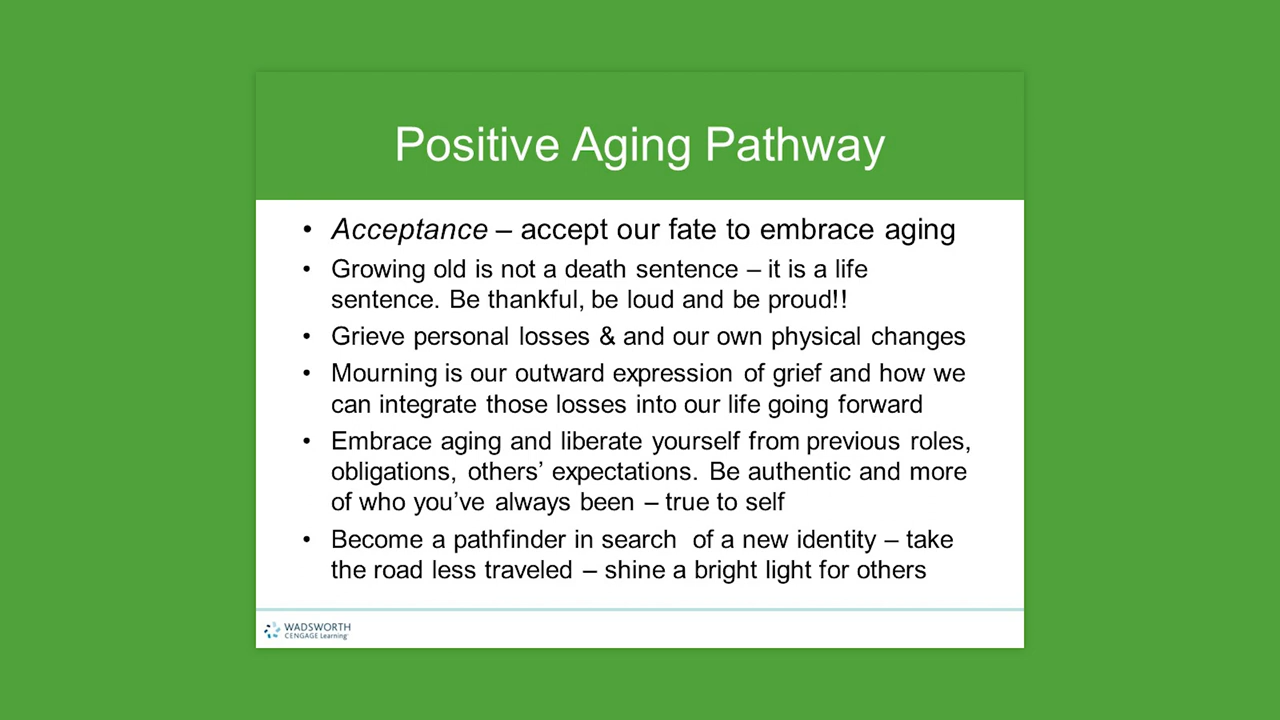 Positive Aging Pathway
• Acceptance – accept our fate to embrace aging
• Growing old is not a death sentence – it is a life
sentence. Be thankful, be loud and be proud!!
• Grieve personal losses & and our own physical changes
• Mourning is our outward expression of grief and how we
can integrate those losses into our life going forward
• Embrace aging and liberate yourself from previous roles,
obligations, others’ expectations. Be authentic and more
of who you’ve always been – true to self
• Become a pathfinder in search of a new identity – take
the road less traveled – shine a bright light for others
WADSWORTH
CENGAGE Learning